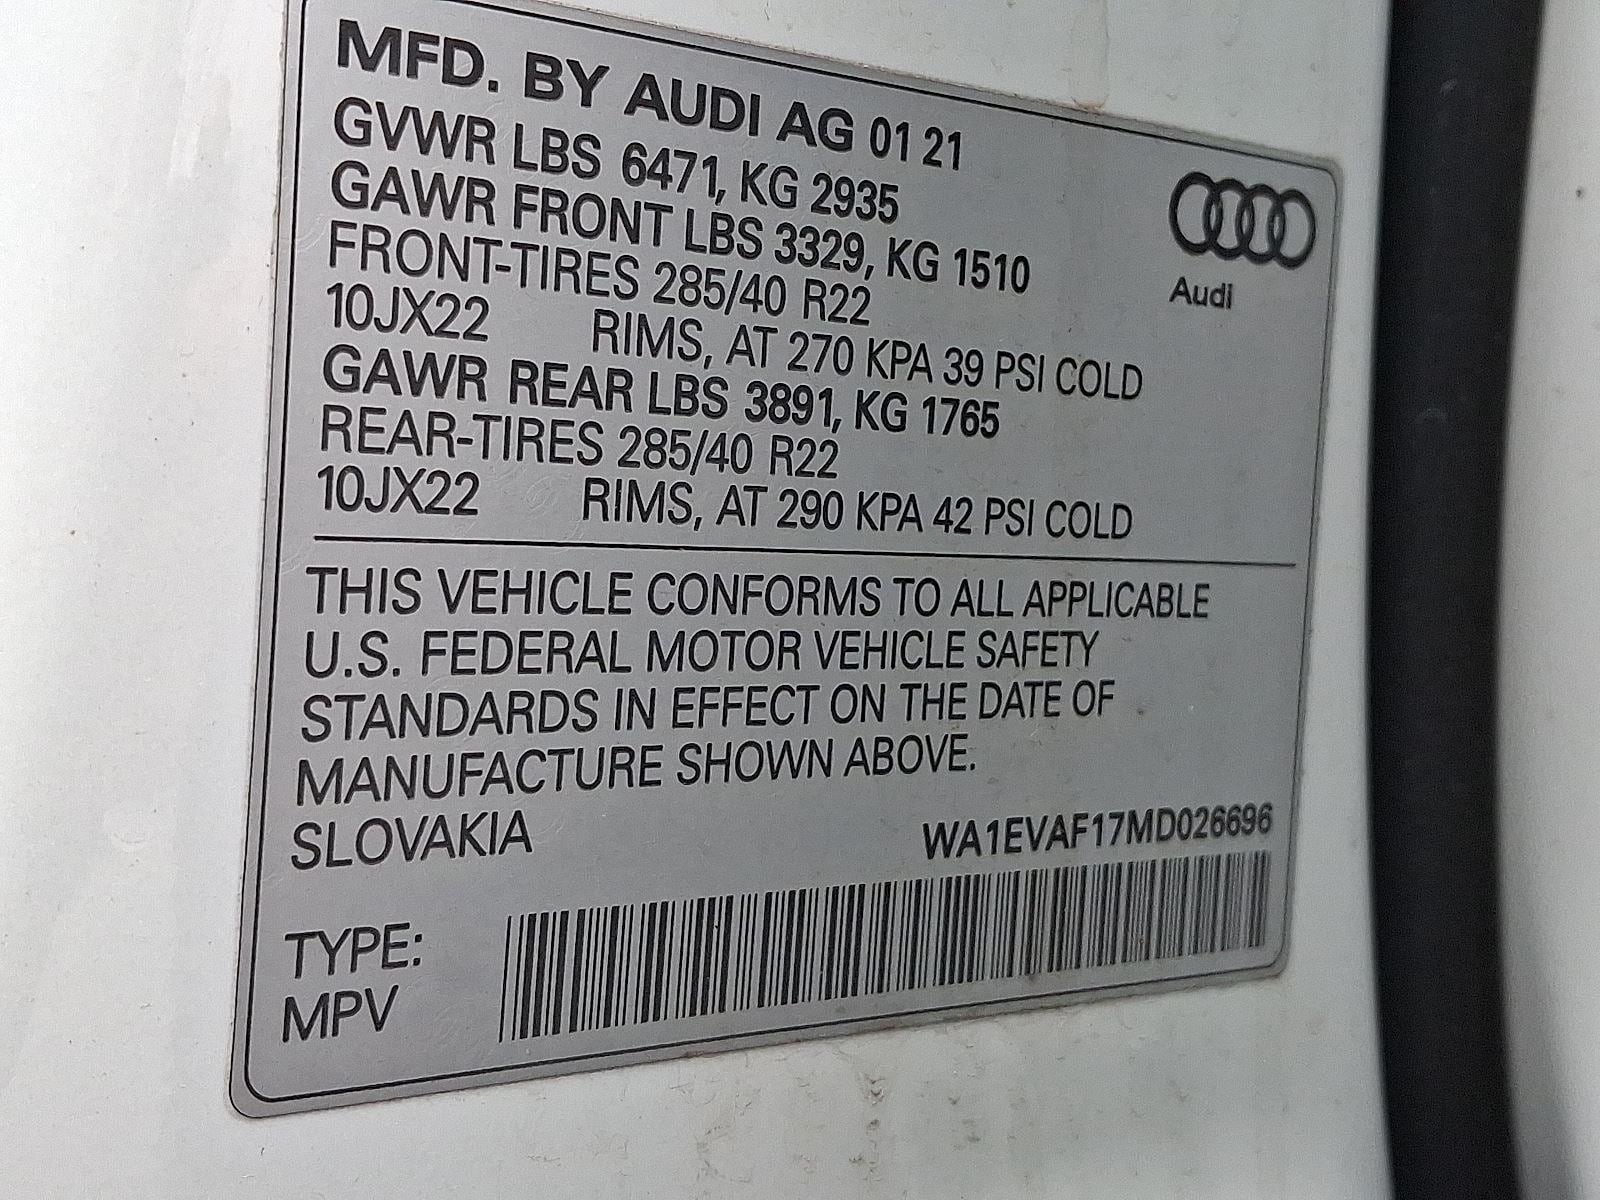 MFD. BY AUDI AG 01 21
GVWR LBS 6471, KG 2935
GAWR FRONT LBS 3329, KG 1510
FRONT-TIRES 285/40 R22
10JX22 RIMS, AT 270 KPA 39 PSI COLD
GAWR REAR LBS 3891, KG 1765
REAR-TIRES 285/40 R22
10JX22 RIMS, AT 290 KPA 42 PSI COLD
Audi
THIS VEHICLE CONFORMS TO ALL APPLICABLE
U.S. FEDERAL MOTOR VEHICLE SAFETY
STANDARDS IN EFFECT ON THE DATE OF
MANUFACTURE SHOWN ABOVE.
SLOVAKIA WA1EVAF17MD026696
TYPE:
MPV